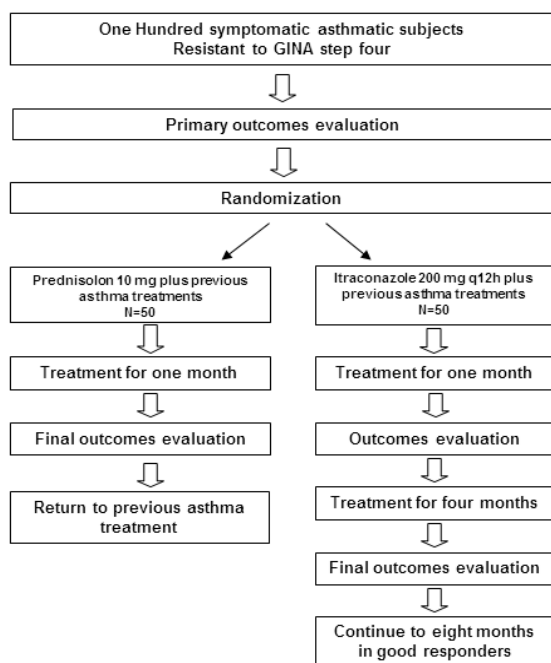 One Hundred symptomatic asthmatic subjects
Resistant to GINA step four
Primary outcomes evaluation
Randomization
Prednisolon 10 mg plus previous
asthma treatments
N=50
Treatment for one month
Final outcomes evaluation
Return to previous asthma
treatment
Itraconazole 200 mg q12h plus
previous asthma treatments
N=50
Treatment for one month
Outcomes evaluation
Treatment for four months
Final outcomes evaluation
Continue to eight months
in good responders